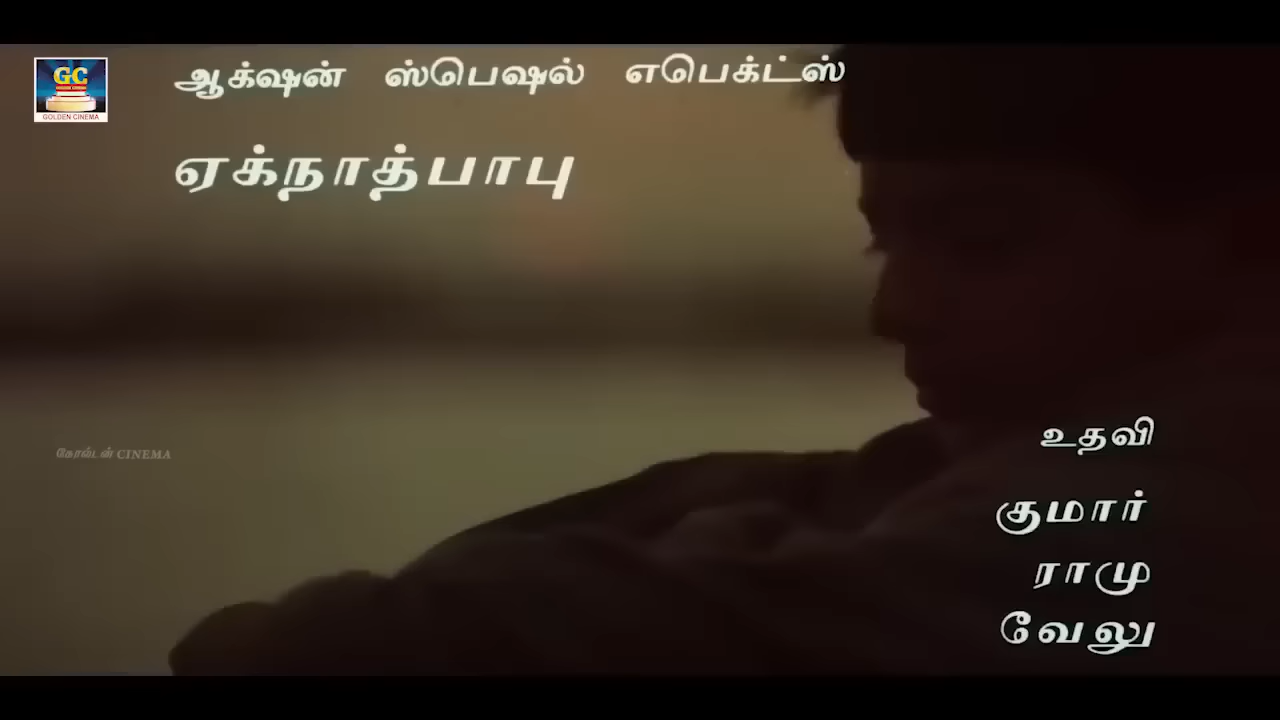 ஆக்‌ஷன் ஸ்பெஷல் எபெக்ட்ஸ்
ஏக்நாத்பாபு
GC
GOLDEN CINEMA
கோல்டன் CINEMA
உதவி
குமார்
ராமு
வேலு